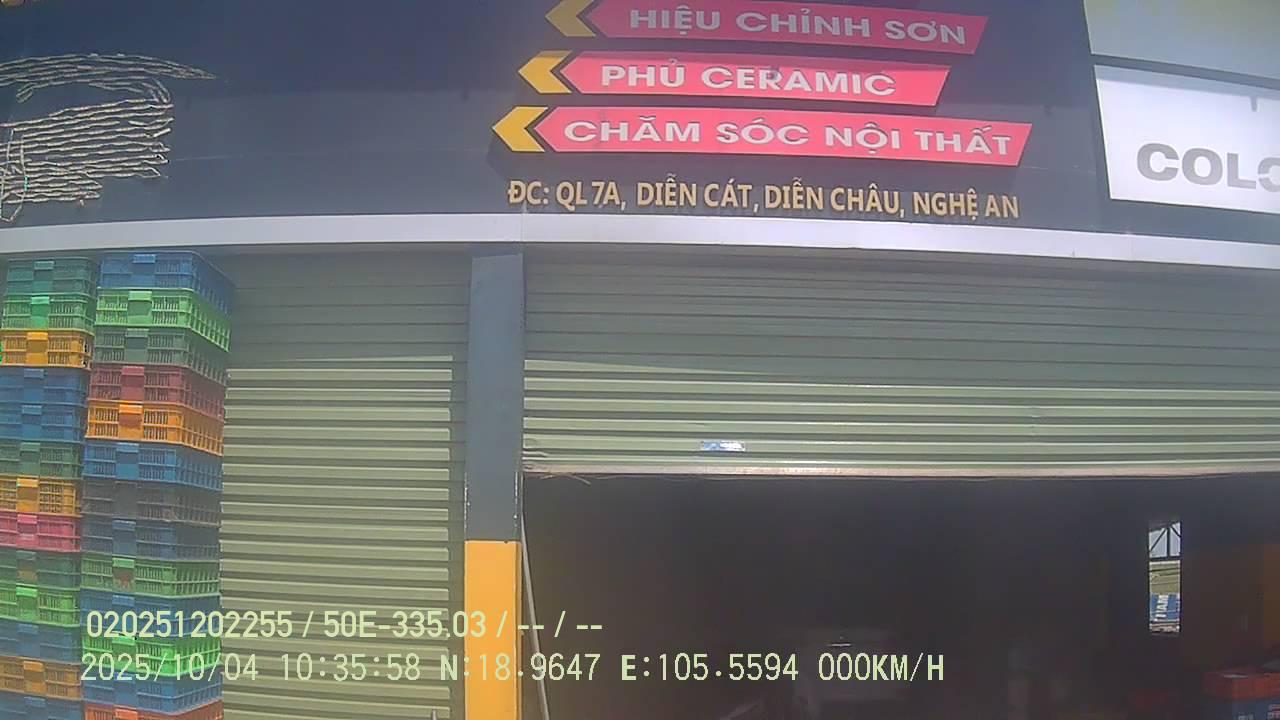 HIỆU CHỈNH SƠN
PHỦ CERAMIC
CHĂM SÓC NỘI THẤT
ĐC: QL 7A, DIỄN CÁT, DIỄN CHÂU, NGHỆ AN
COLO
020251202255 / 50E-335.03 / -- / --
2025/10/04 10:35:58 N:18.9647 E:105.5594 000KM/H